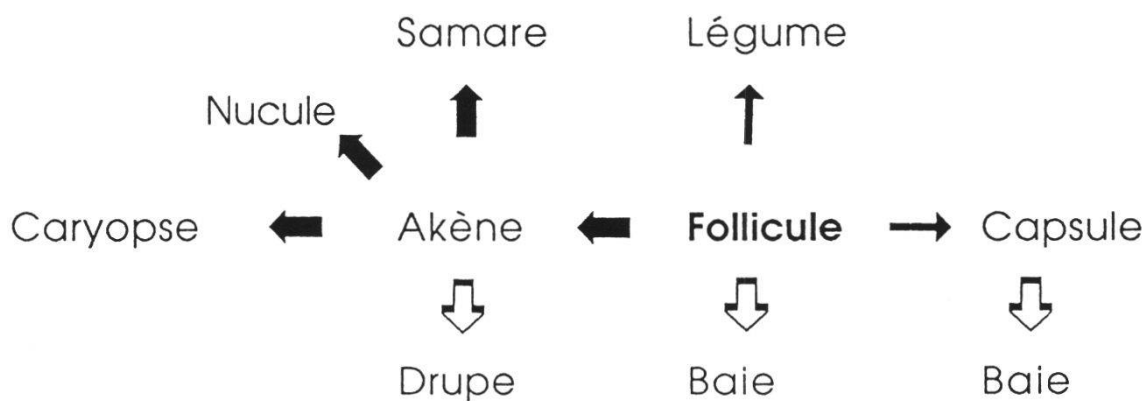 Samare Légume
Nucule
Caryopse Akène Follicule Capsule
Drupe Baie Baie